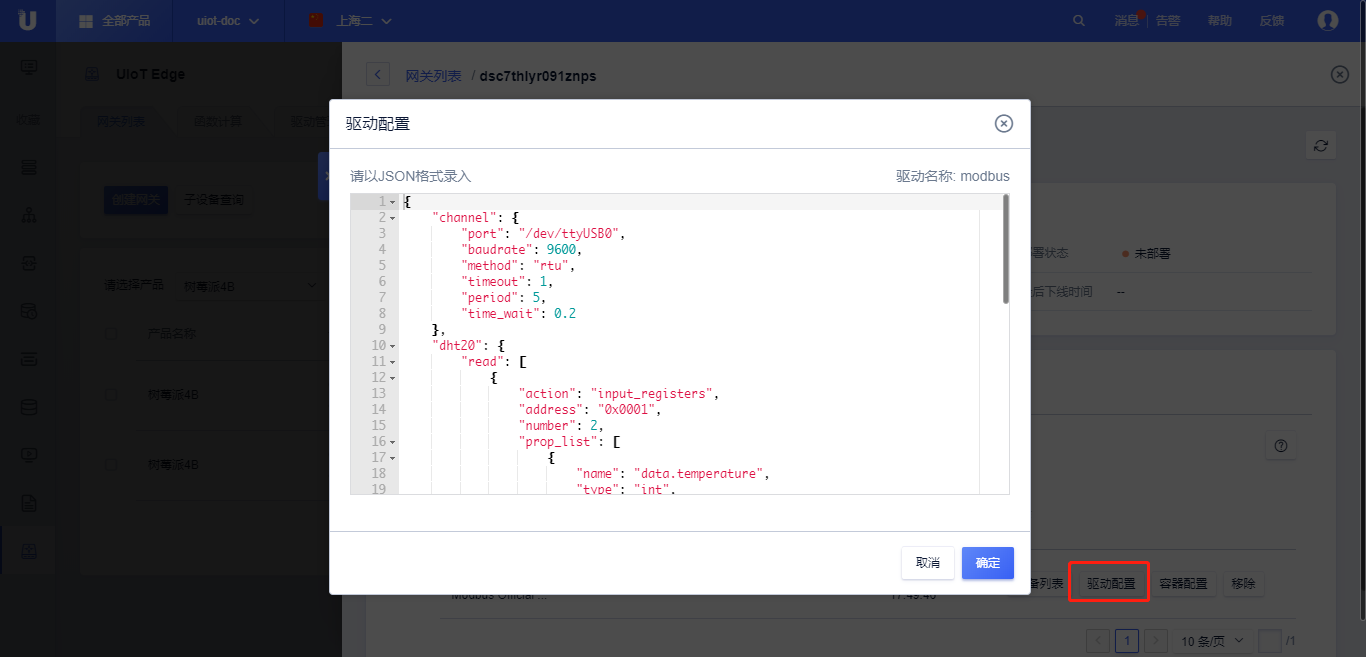 全部产品 uiot-doc 上海二 消息 告警 帮助 反馈
UIoT Edge
网关列表 / dsc7thlyr091znps
网关列表 函数计算 驱动管
驱动配置
请以JSON格式录入 驱动名称: modbus
创建网关 子设备查询
请选择产品 树莓派4B
产品名称
树莓派4B
树莓派4B
1 {
2 "channel": {
3 "port": "/dev/ttyUSB0",
4 "baudrate": 9600,
5 "method": "rtu",
6 "timeout": 1,
7 "period": 5,
8 "time_wait": 0.2
9 },
10 "dht20": {
11 "read": [
12 {
13 "action": "input_registers",
14 "address": "0x0001",
15 "number": 2,
16 "prop_list": [
17 {
18 "name": "data.temperature",
19 "type": "int",
署状态 未部署
后下线时间 --
取消 确定
备列表 驱动配置 容器配置 移除
Modbus Official ... 17:49:46
1 10 条/页 /1